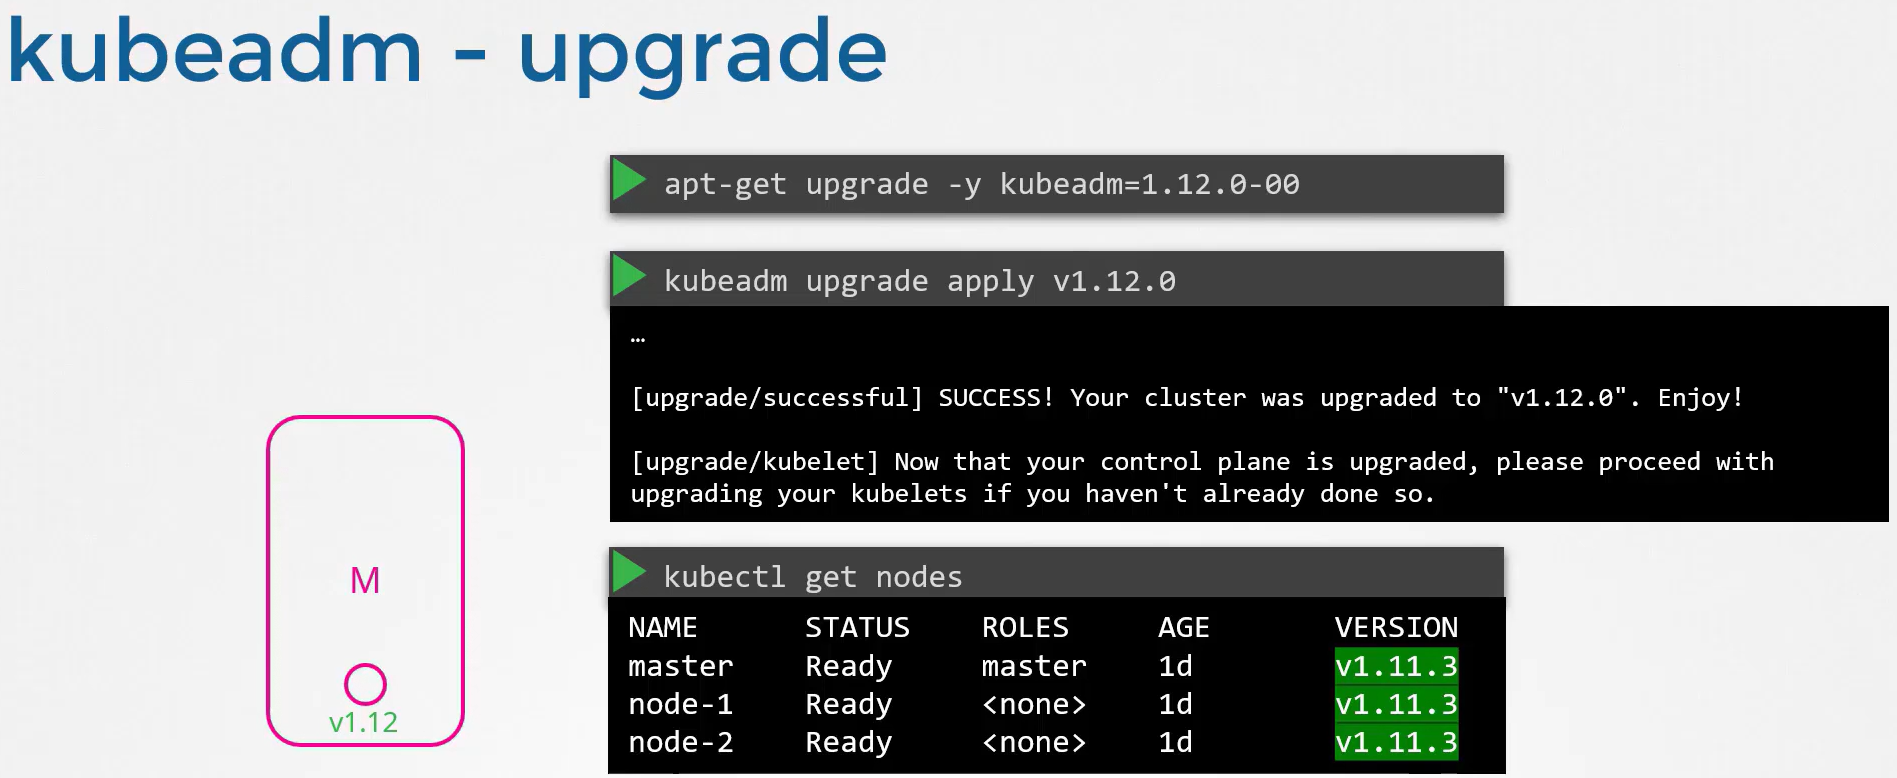 kubeadm - upgrade
apt-get upgrade -y kubeadm=1.12.0-00
kubeadm upgrade apply v1.12.0
…
[upgrade/successful] SUCCESS! Your cluster was upgraded to "v1.12.0". Enjoy!
[upgrade/kubelet] Now that your control plane is upgraded, please proceed with
upgrading your kubelets if you haven't already done so.
M
v1.12
kubectl get nodes
NAME STATUS ROLES AGE VERSION
master Ready master 1d v1.11.3
node-1 Ready <none> 1d v1.11.3
node-2 Ready <none> 1d v1.11.3